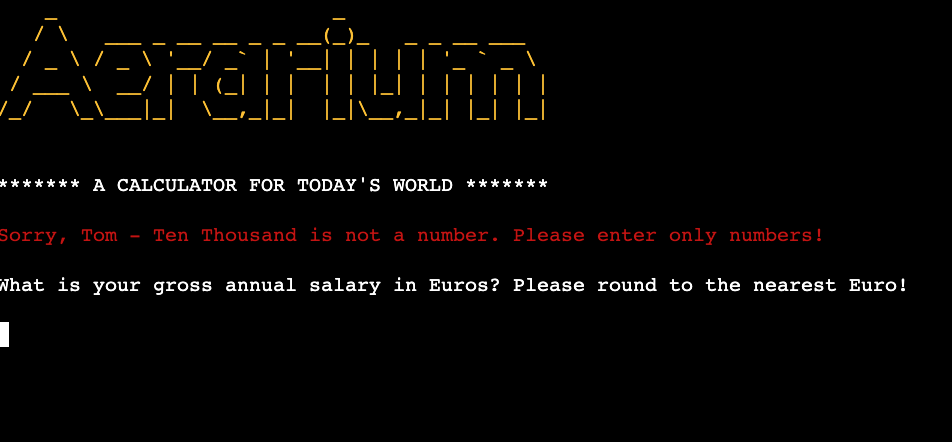 Aerarium
******* A CALCULATOR FOR TODAY'S WORLD *******
Sorry, Tom - Ten Thousand is not a number. Please enter only numbers!
What is your gross annual salary in Euros? Please round to the nearest Euro!